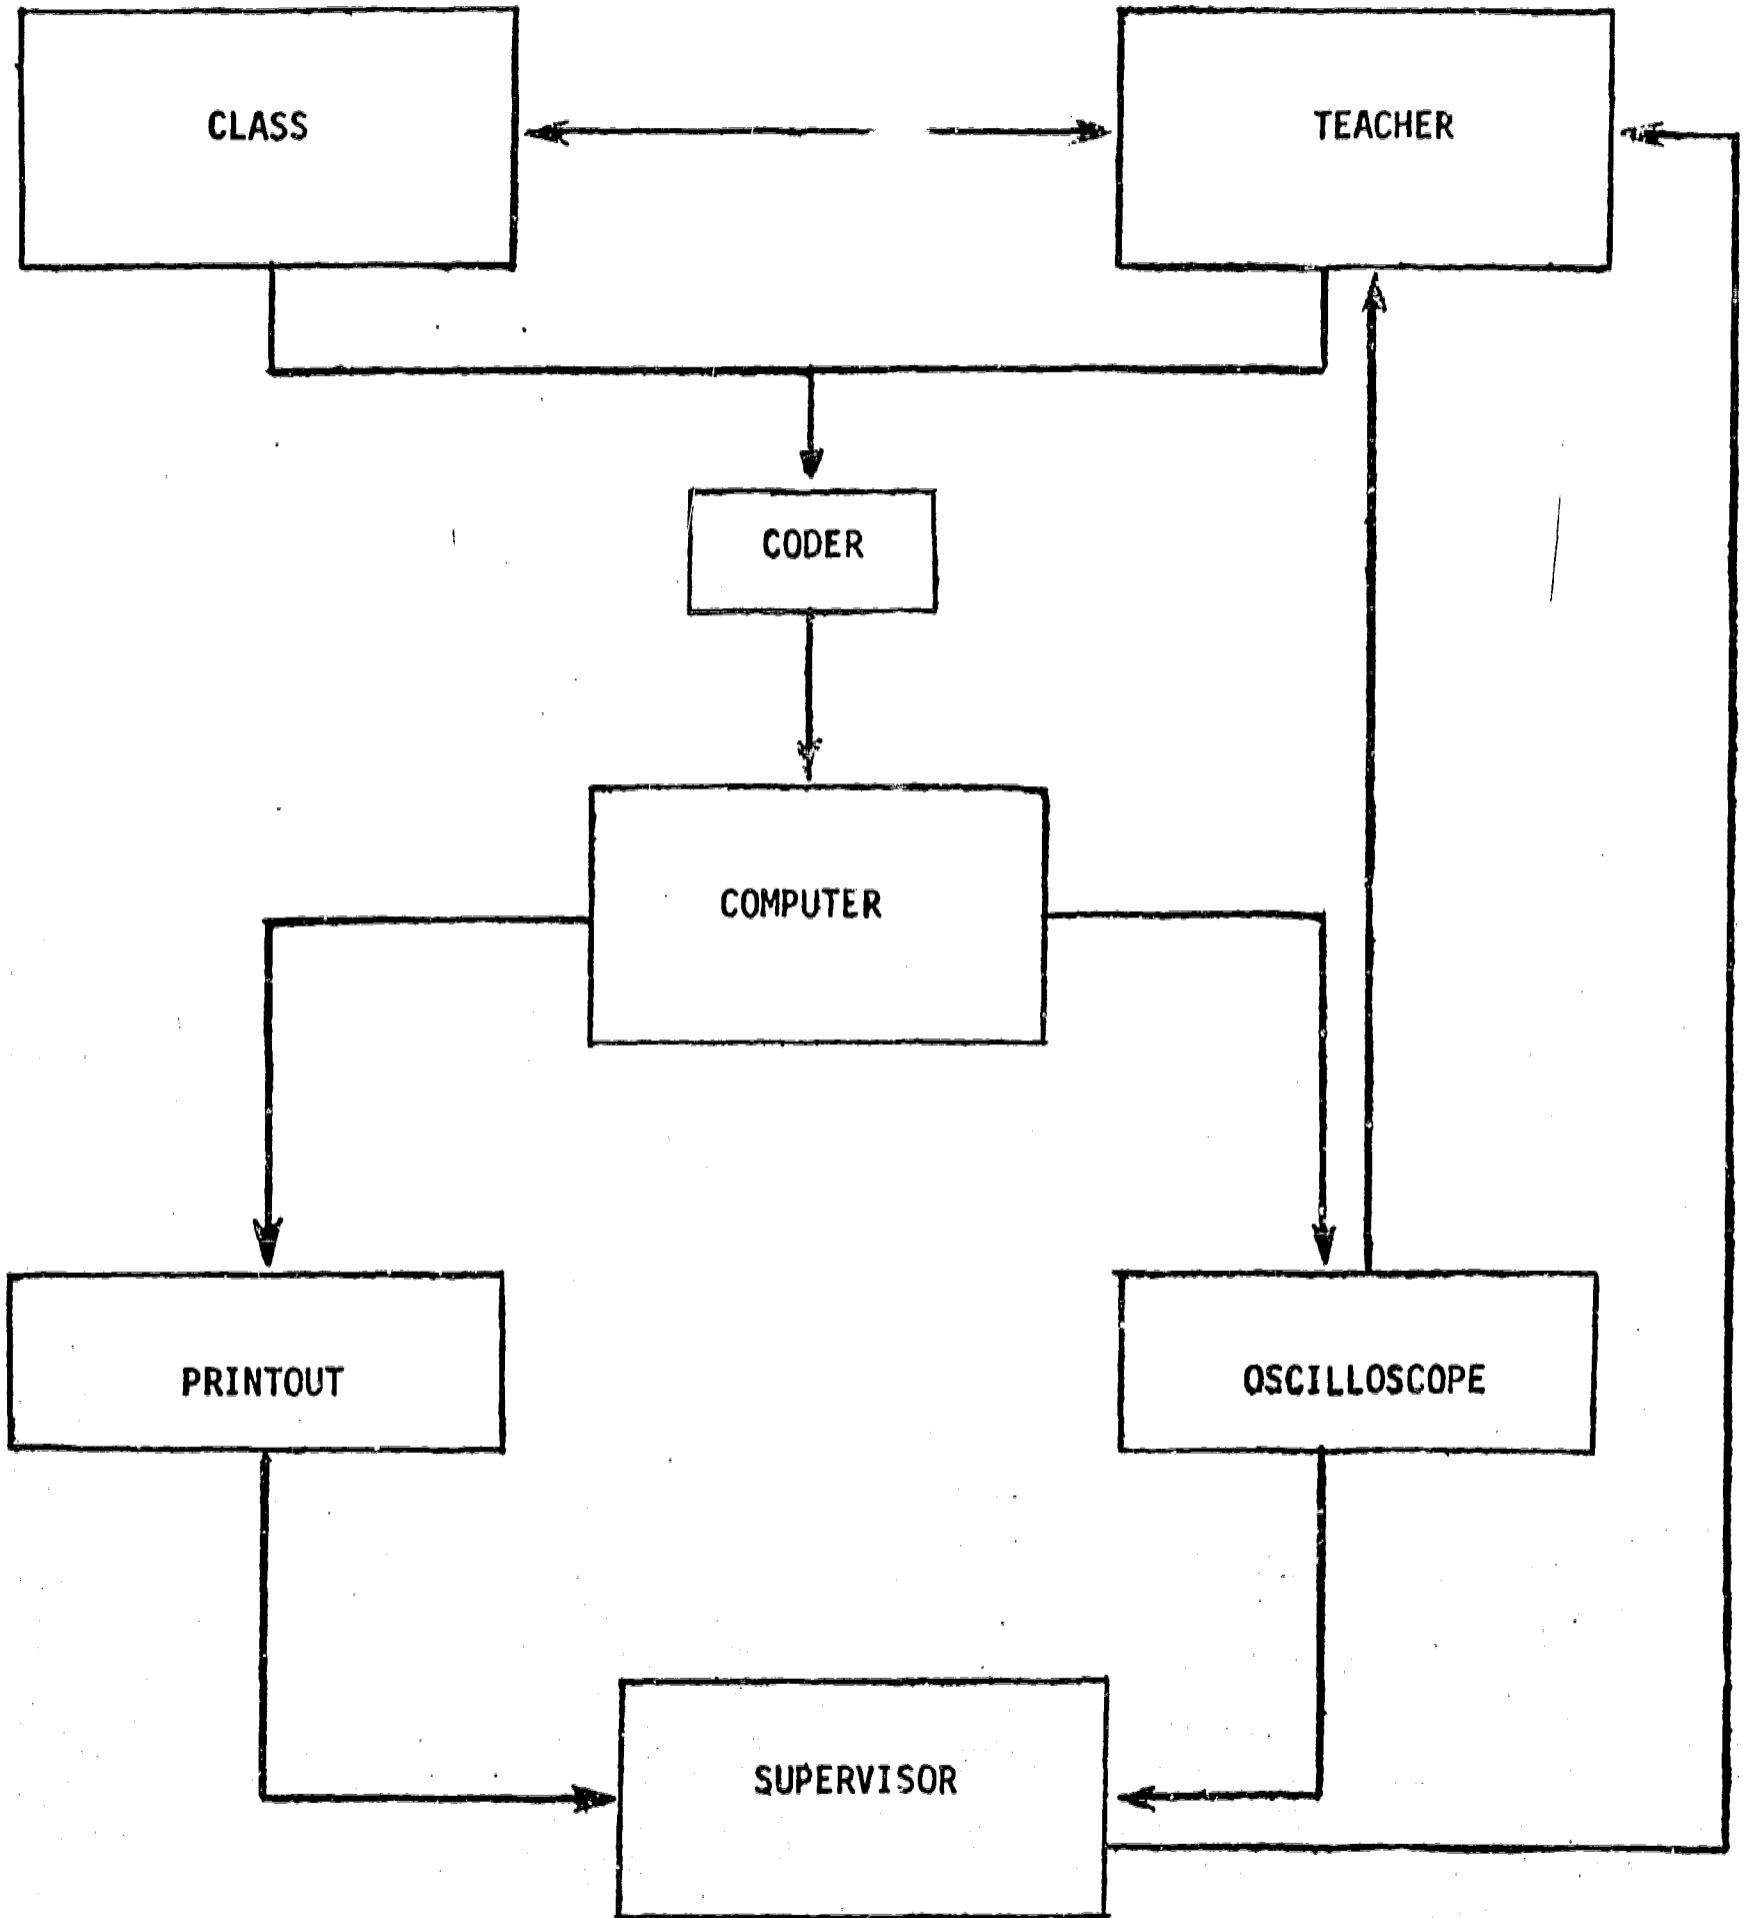 CLASS
TEACHER
CODER
COMPUTER
PRINTOUT
OSCILLOSCOPE
SUPERVISOR